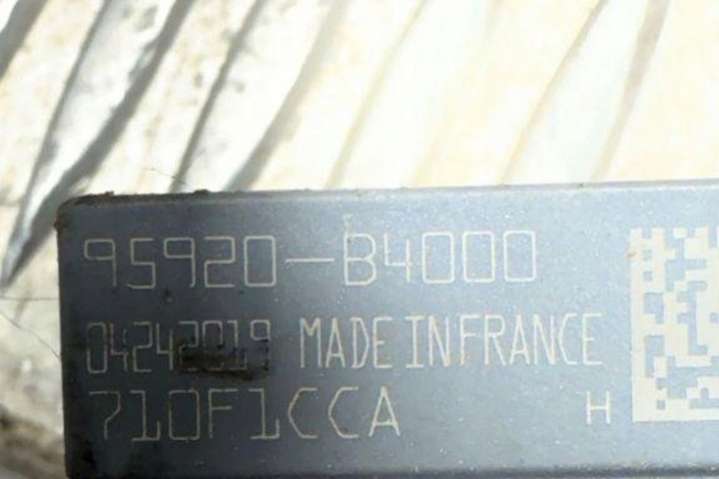 95920-B4000
04242019 MADE IN FRANCE
710F1CCA H